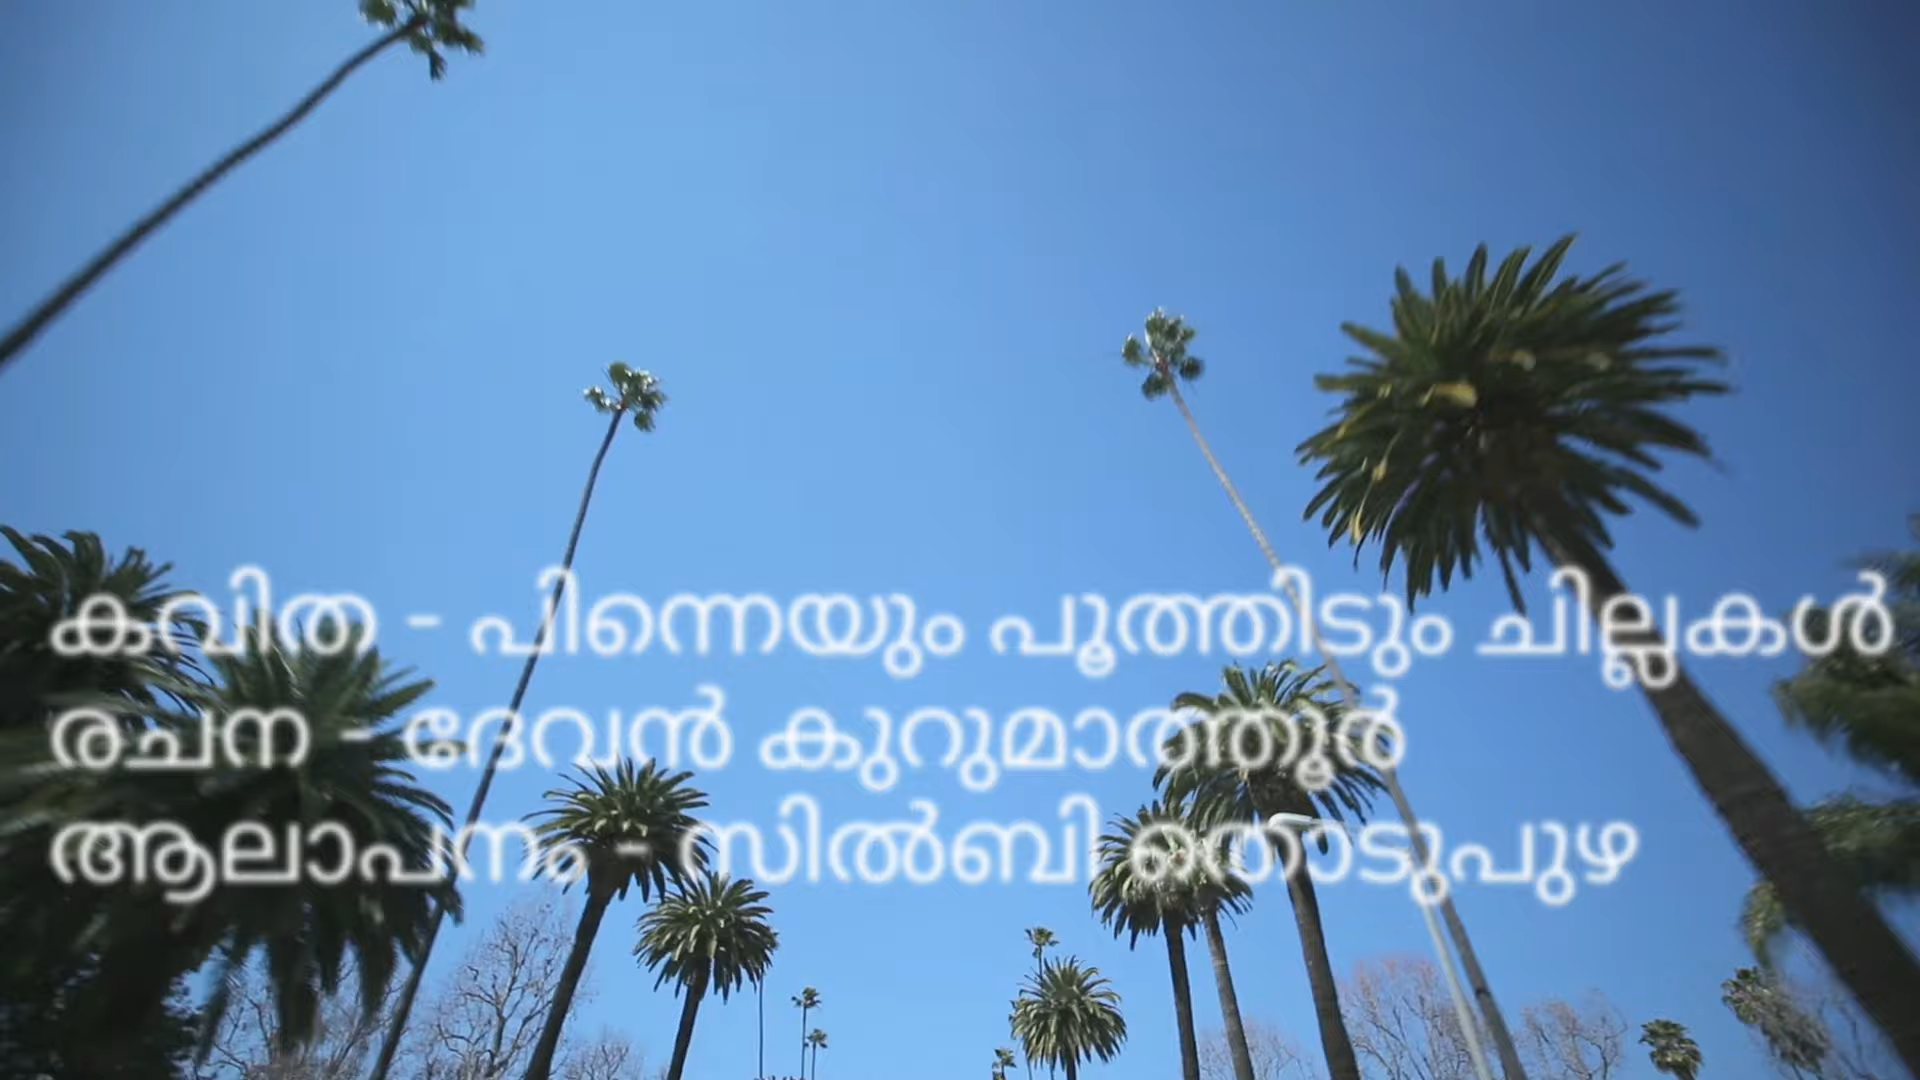 കവിത - പിന്നെയും പൂത്തിടും ചില്ലകൾ
രചന - ദേവൻ കുറുമാത്തൂർ
ആലാപനം - സിൽബി തൊടുപുഴ